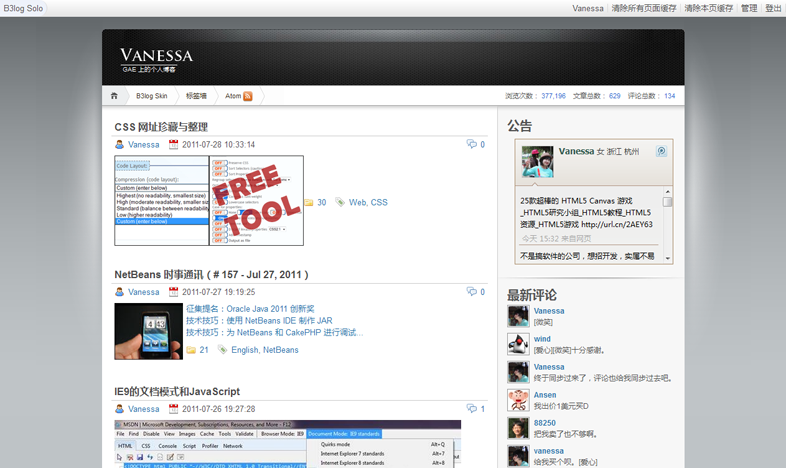 B3log Solo
Vanessa 清除所有页面缓存 清除本页缓存 管理 登出
VANESSA
GAE 上的个人博客
B3log Skin 标签墙 Atom
浏览次数： 377,196 文章总数： 629 评论总数： 134
CSS 网址珍藏与整理
Vanessa 2011-07-28 10:33:14 0
Code Layout:
Compression (code layout):
Custom (enter below)
Highest (no readability, smallest size)
High (moderate readability, smaller size)
Standard (balance between readability
Low (higher readability)
Custom (enter below)
FREE
TOOL
30 Web, CSS
NetBeans 时事通讯（# 157 - Jul 27, 2011）
Vanessa 2011-07-27 19:19:25 0
征集提名：Oracle Java 2011 创新奖
技术技巧：使用 NetBeans IDE 制作 JAR
技术技巧：为 NetBeans 和 CakePHP 进行调试...
21 English, NetBeans
IE9的文档模式和JavaScript
Vanessa 2011-07-26 19:27:28 1
File Find Disable View Images Cache Tools Validate Browser Mode: IE9 Document Mode: IE9 standards
HTML CSS Console Script Profiler Network
Quirks mode Alt+Q
Internet Explorer 7 standards Alt+7
Internet Explorer 8 standards Alt+8
公告
Vanessa 女 浙江 杭州
25款超棒的 HTML5 Canvas 游戏
_HTML5研究小组_HTML5教程_HTML5
资源_HTML5游戏 http://url.cn/2AEY63
今天 15:32 来自网页
不是搞软件的公司，想招开发，实属不易
最新评论
Vanessa
[微笑]
wind
[爱心][微笑]十分感谢。
Vanessa
终于同步过来了，评论也给我同步过去吧。
Ansen
我出价1美元买D
88250
把我卖了也不够啊。
vanessa
给我买个呗。[爱心]